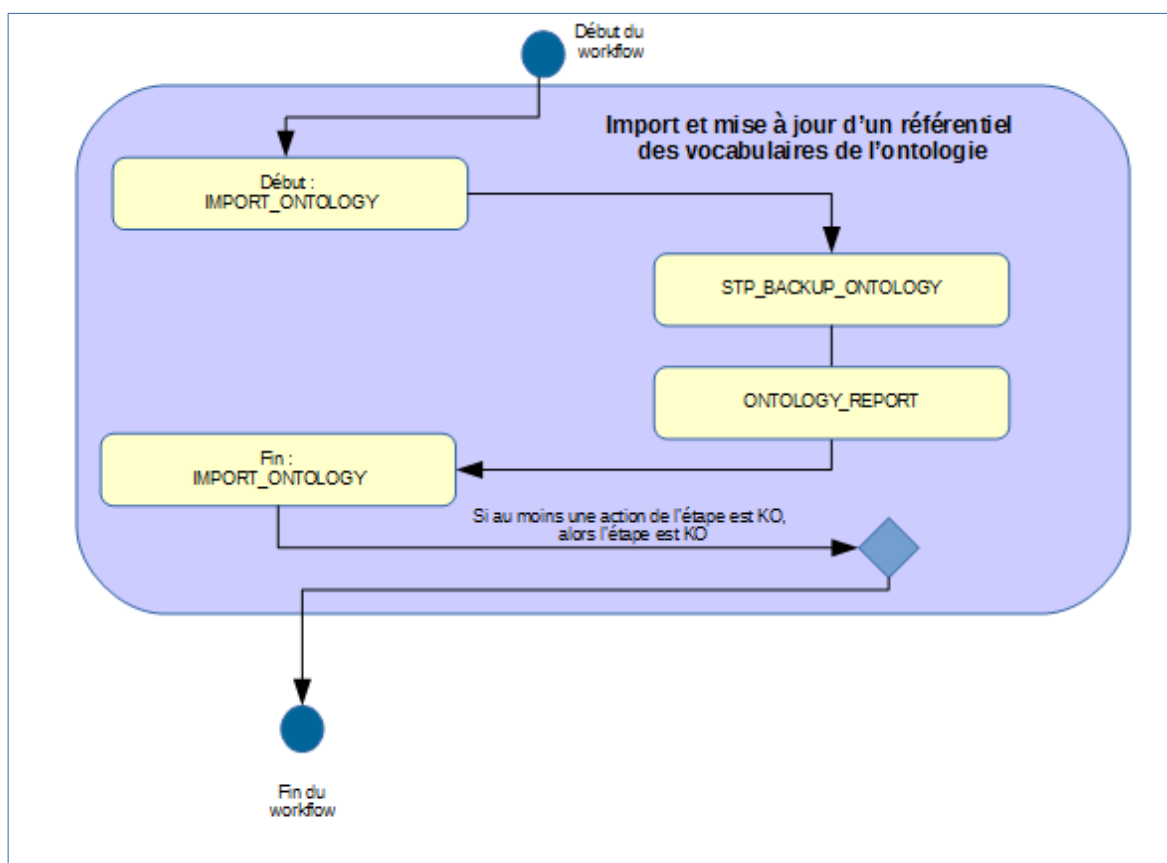 Début du
workflow
Import et mise à jour d'un référentiel
des vocabulaires de l'ontologie
Début :
IMPORT_ONTOLOGY
STP_BACKUP_ONTOLOGY
ONTOLOGY_REPORT
Fin :
IMPORT_ONTOLOGY
Si au moins une action de l'étape est KO,
alors l'étape est KO
Fin du
workflow